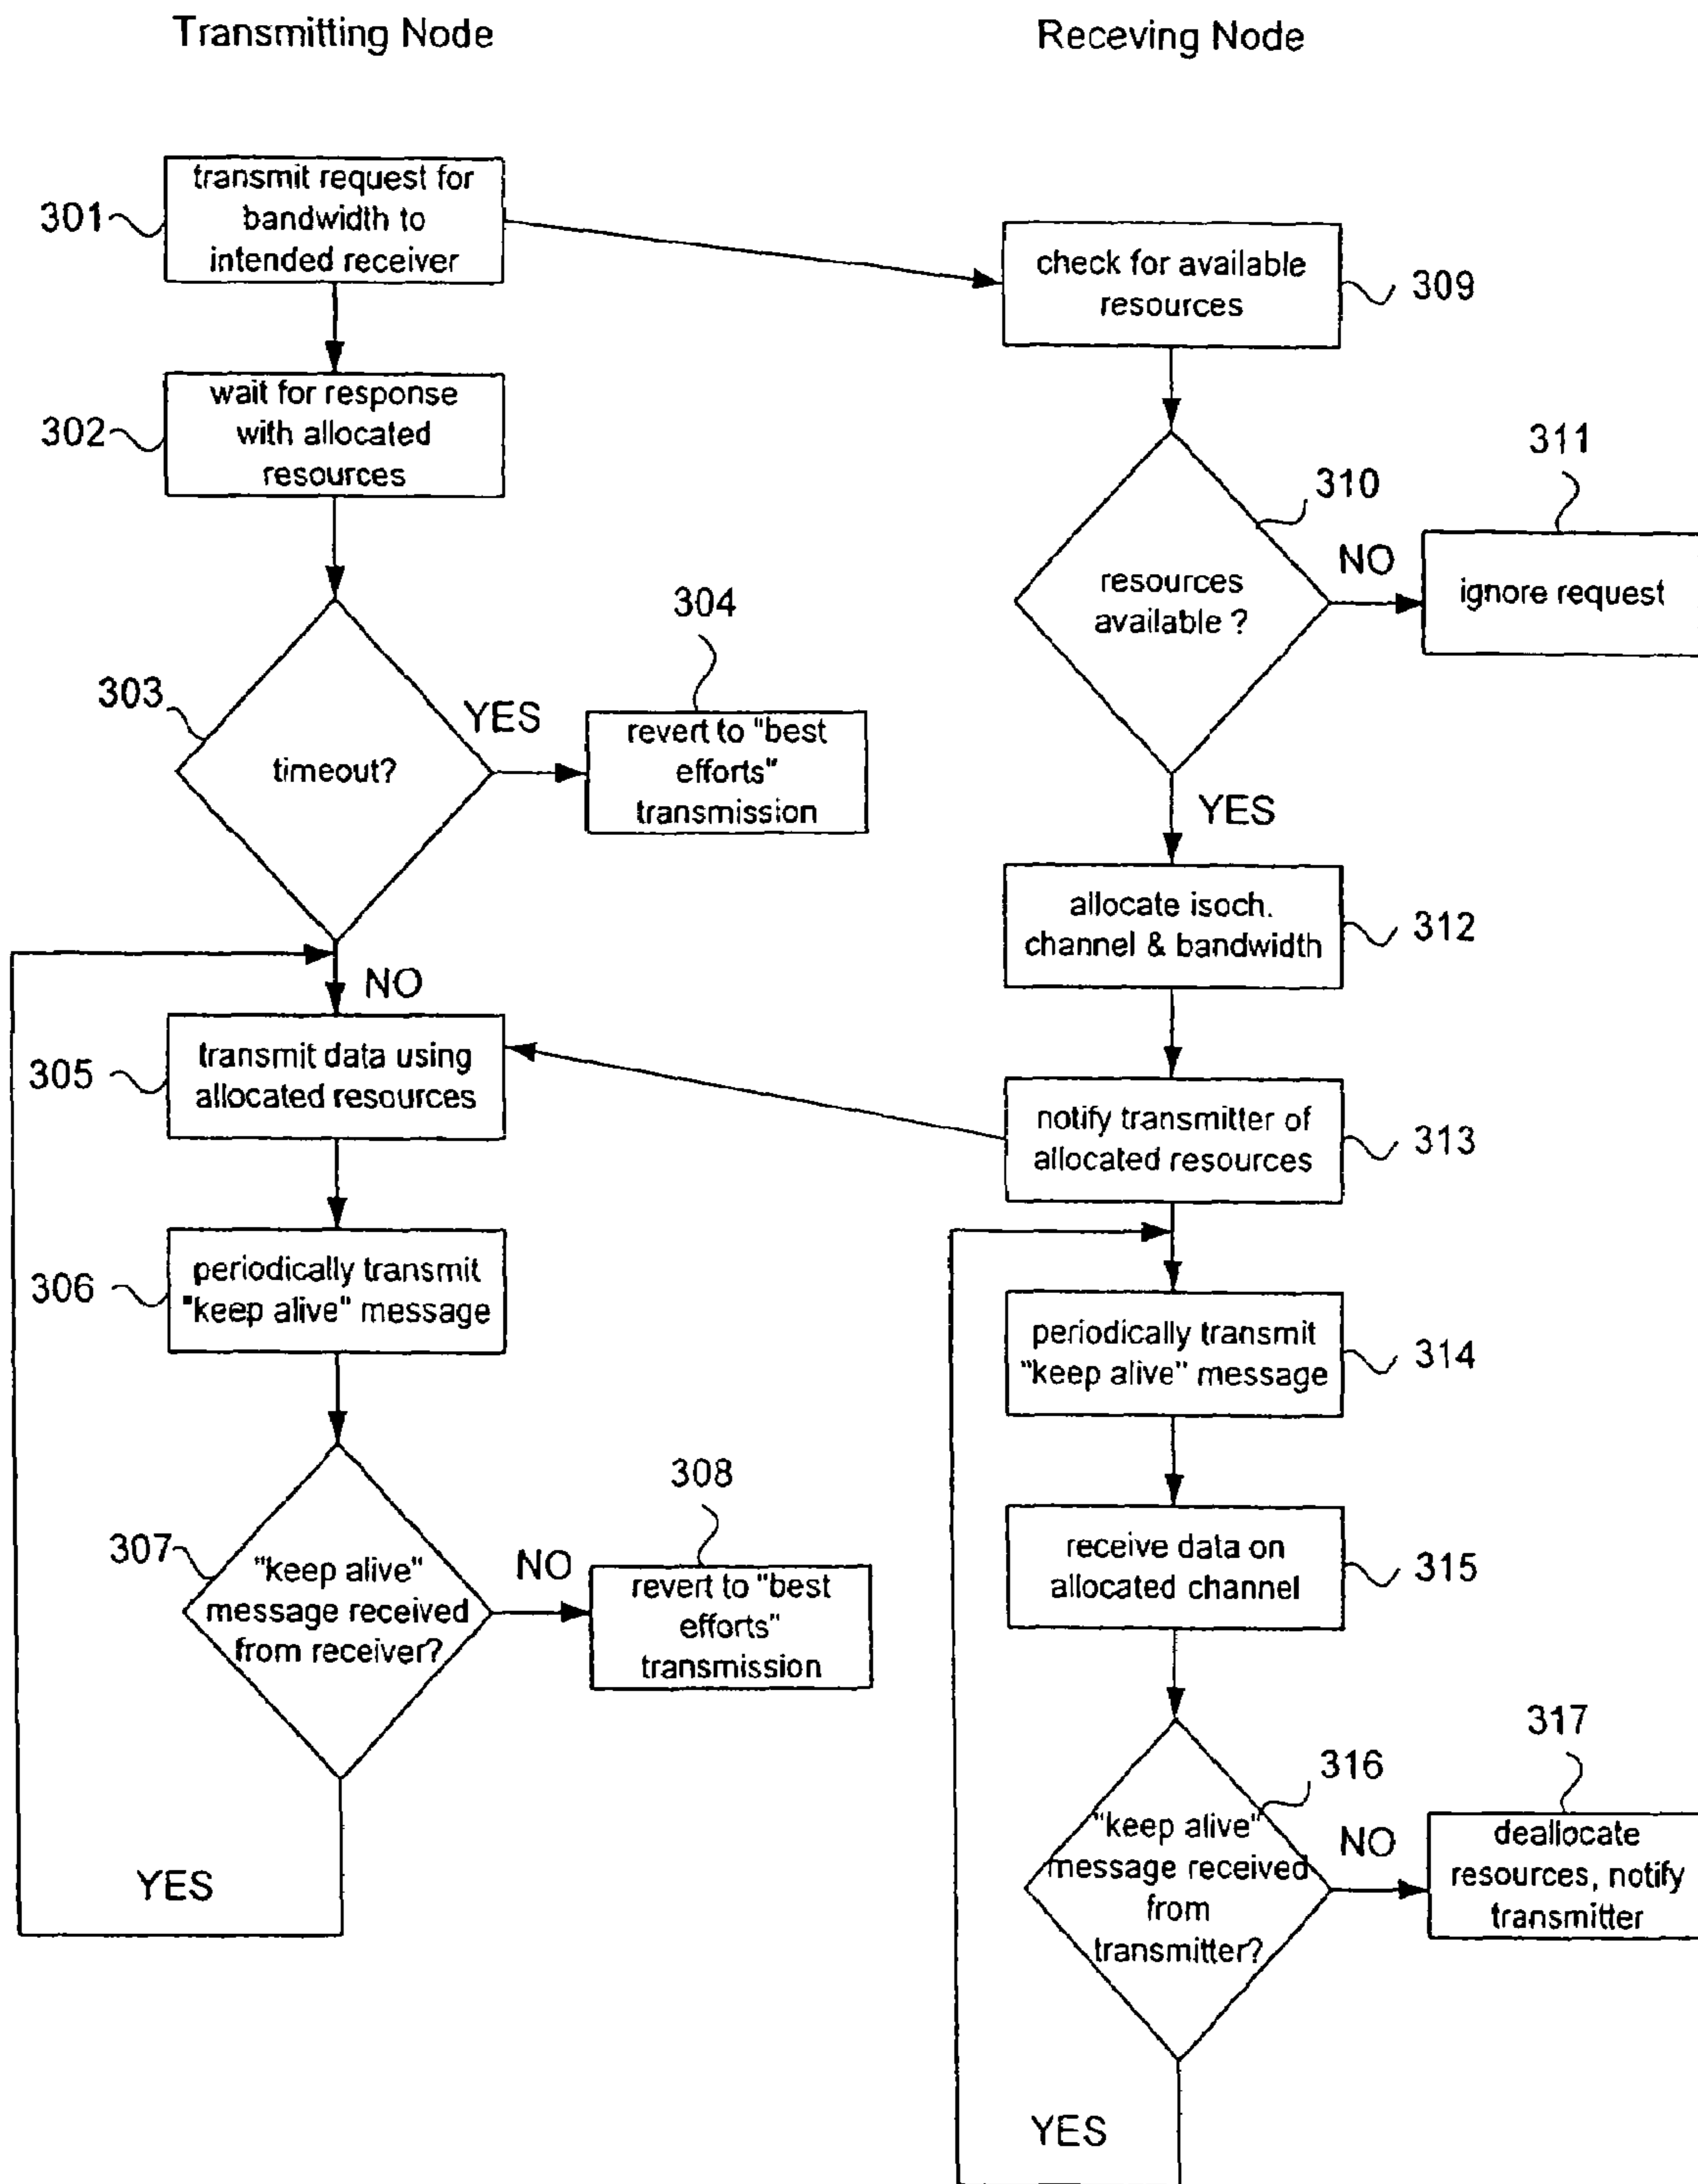 Transmitting Node
Receving Node
301
transmit request for
bandwidth to
intended receiver
302
wait for response
with allocated
resources
303
timeout?
YES
304
revert to "best
efforts"
transmission
NO
305
transmit data using
allocated resources
306
periodically transmit
"keep alive" message
307
"keep alive"
message received
from receiver?
NO
308
revert to "best
efforts"
transmission
YES
check for available
resources
309
310
resources
available ?
NO
311
ignore request
YES
allocate isoch.
channel & bandwidth
312
notify transmitter of
allocated resources
313
periodically transmit
"keep alive" message
314
receive data on
allocated channel
315
316
"keep alive"
message received
from
transmitter?
NO
317
deallocate
resources, notify
transmitter
YES